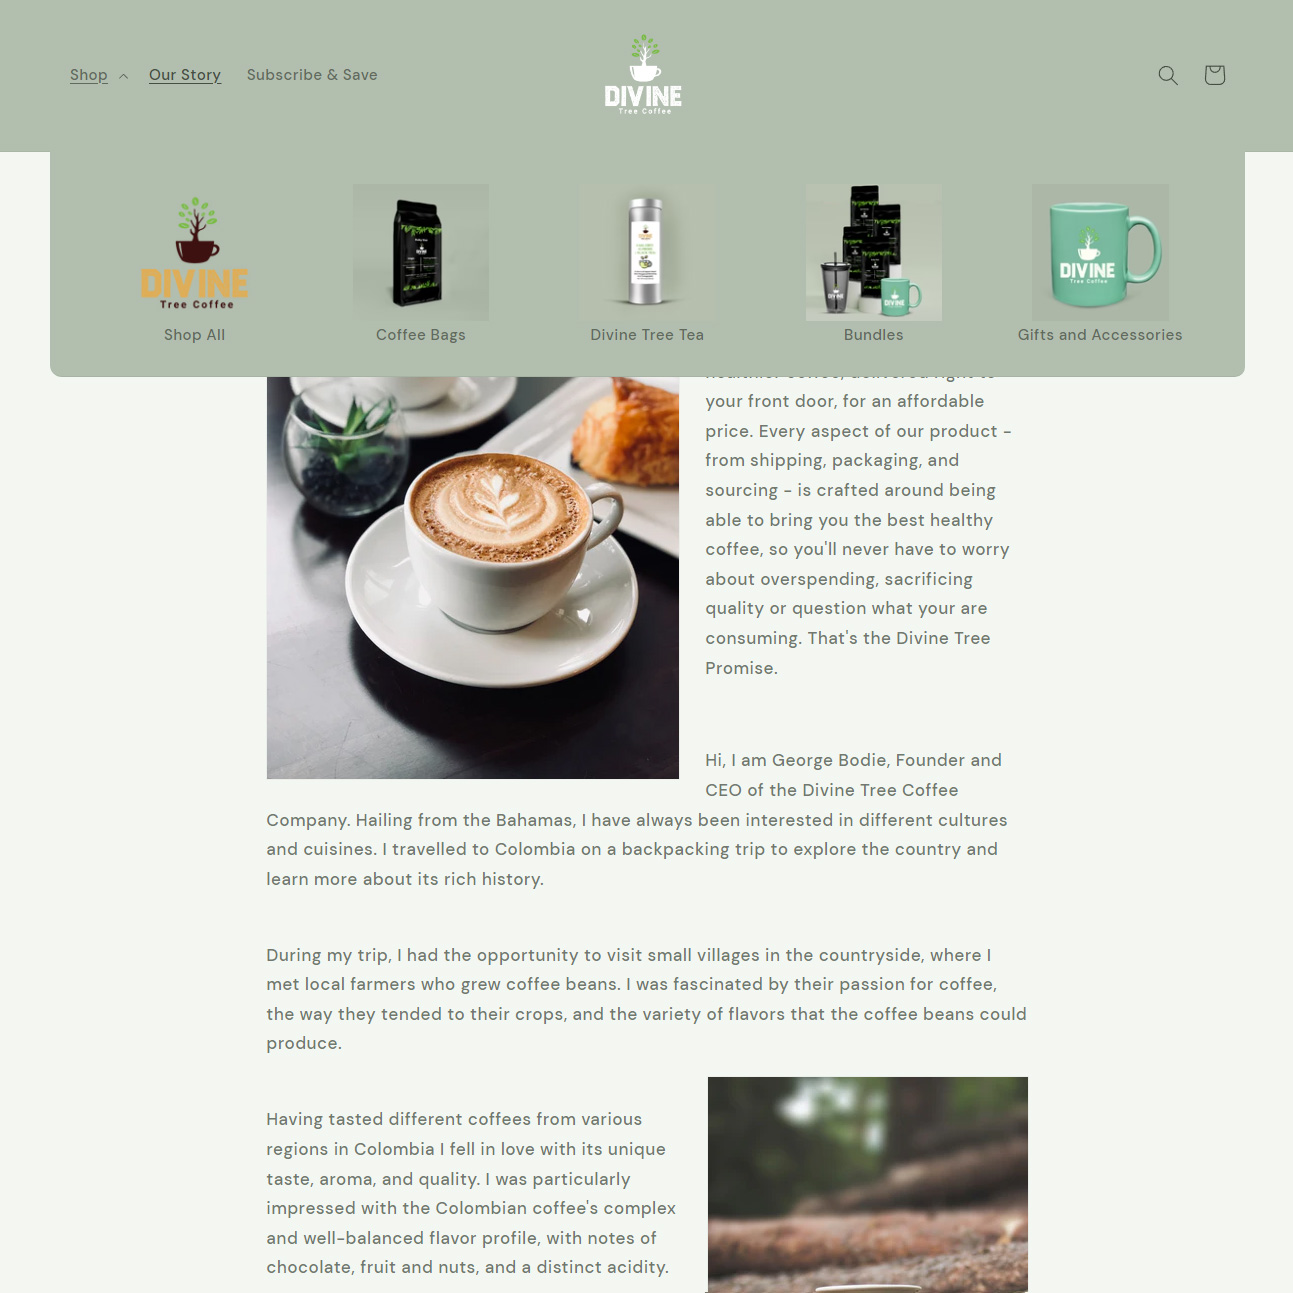 Shop
Our Story
Subscribe & Save
DIVINE
Tree Coffee
DIVINE
Tree Coffee
DIVINE
DIVINE
DIVINE
Tree Coffee
Shop All
Coffee Bags
Divine Tree Tea
Bundles
Gifts and Accessories
your front door, for an affordable
price. Every aspect of our product -
from shipping, packaging, and
sourcing - is crafted around being
able to bring you the best healthy
coffee, so you'll never have to worry
about overspending, sacrificing
quality or question what your are
consuming. That's the Divine Tree
Promise.
Hi, I am George Bodie, Founder and
CEO of the Divine Tree Coffee
Company. Hailing from the Bahamas, I have always been interested in different cultures
and cuisines. I travelled to Colombia on a backpacking trip to explore the country and
learn more about its rich history.
During my trip, I had the opportunity to visit small villages in the countryside, where I
met local farmers who grew coffee beans. I was fascinated by their passion for coffee,
the way they tended to their crops, and the variety of flavors that the coffee beans could
produce.
Having tasted different coffees from various
regions in Colombia I fell in love with its unique
taste, aroma, and quality. I was particularly
impressed with the Colombian coffee's complex
and well-balanced flavor profile, with notes of
chocolate, fruit and nuts, and a distinct acidity.